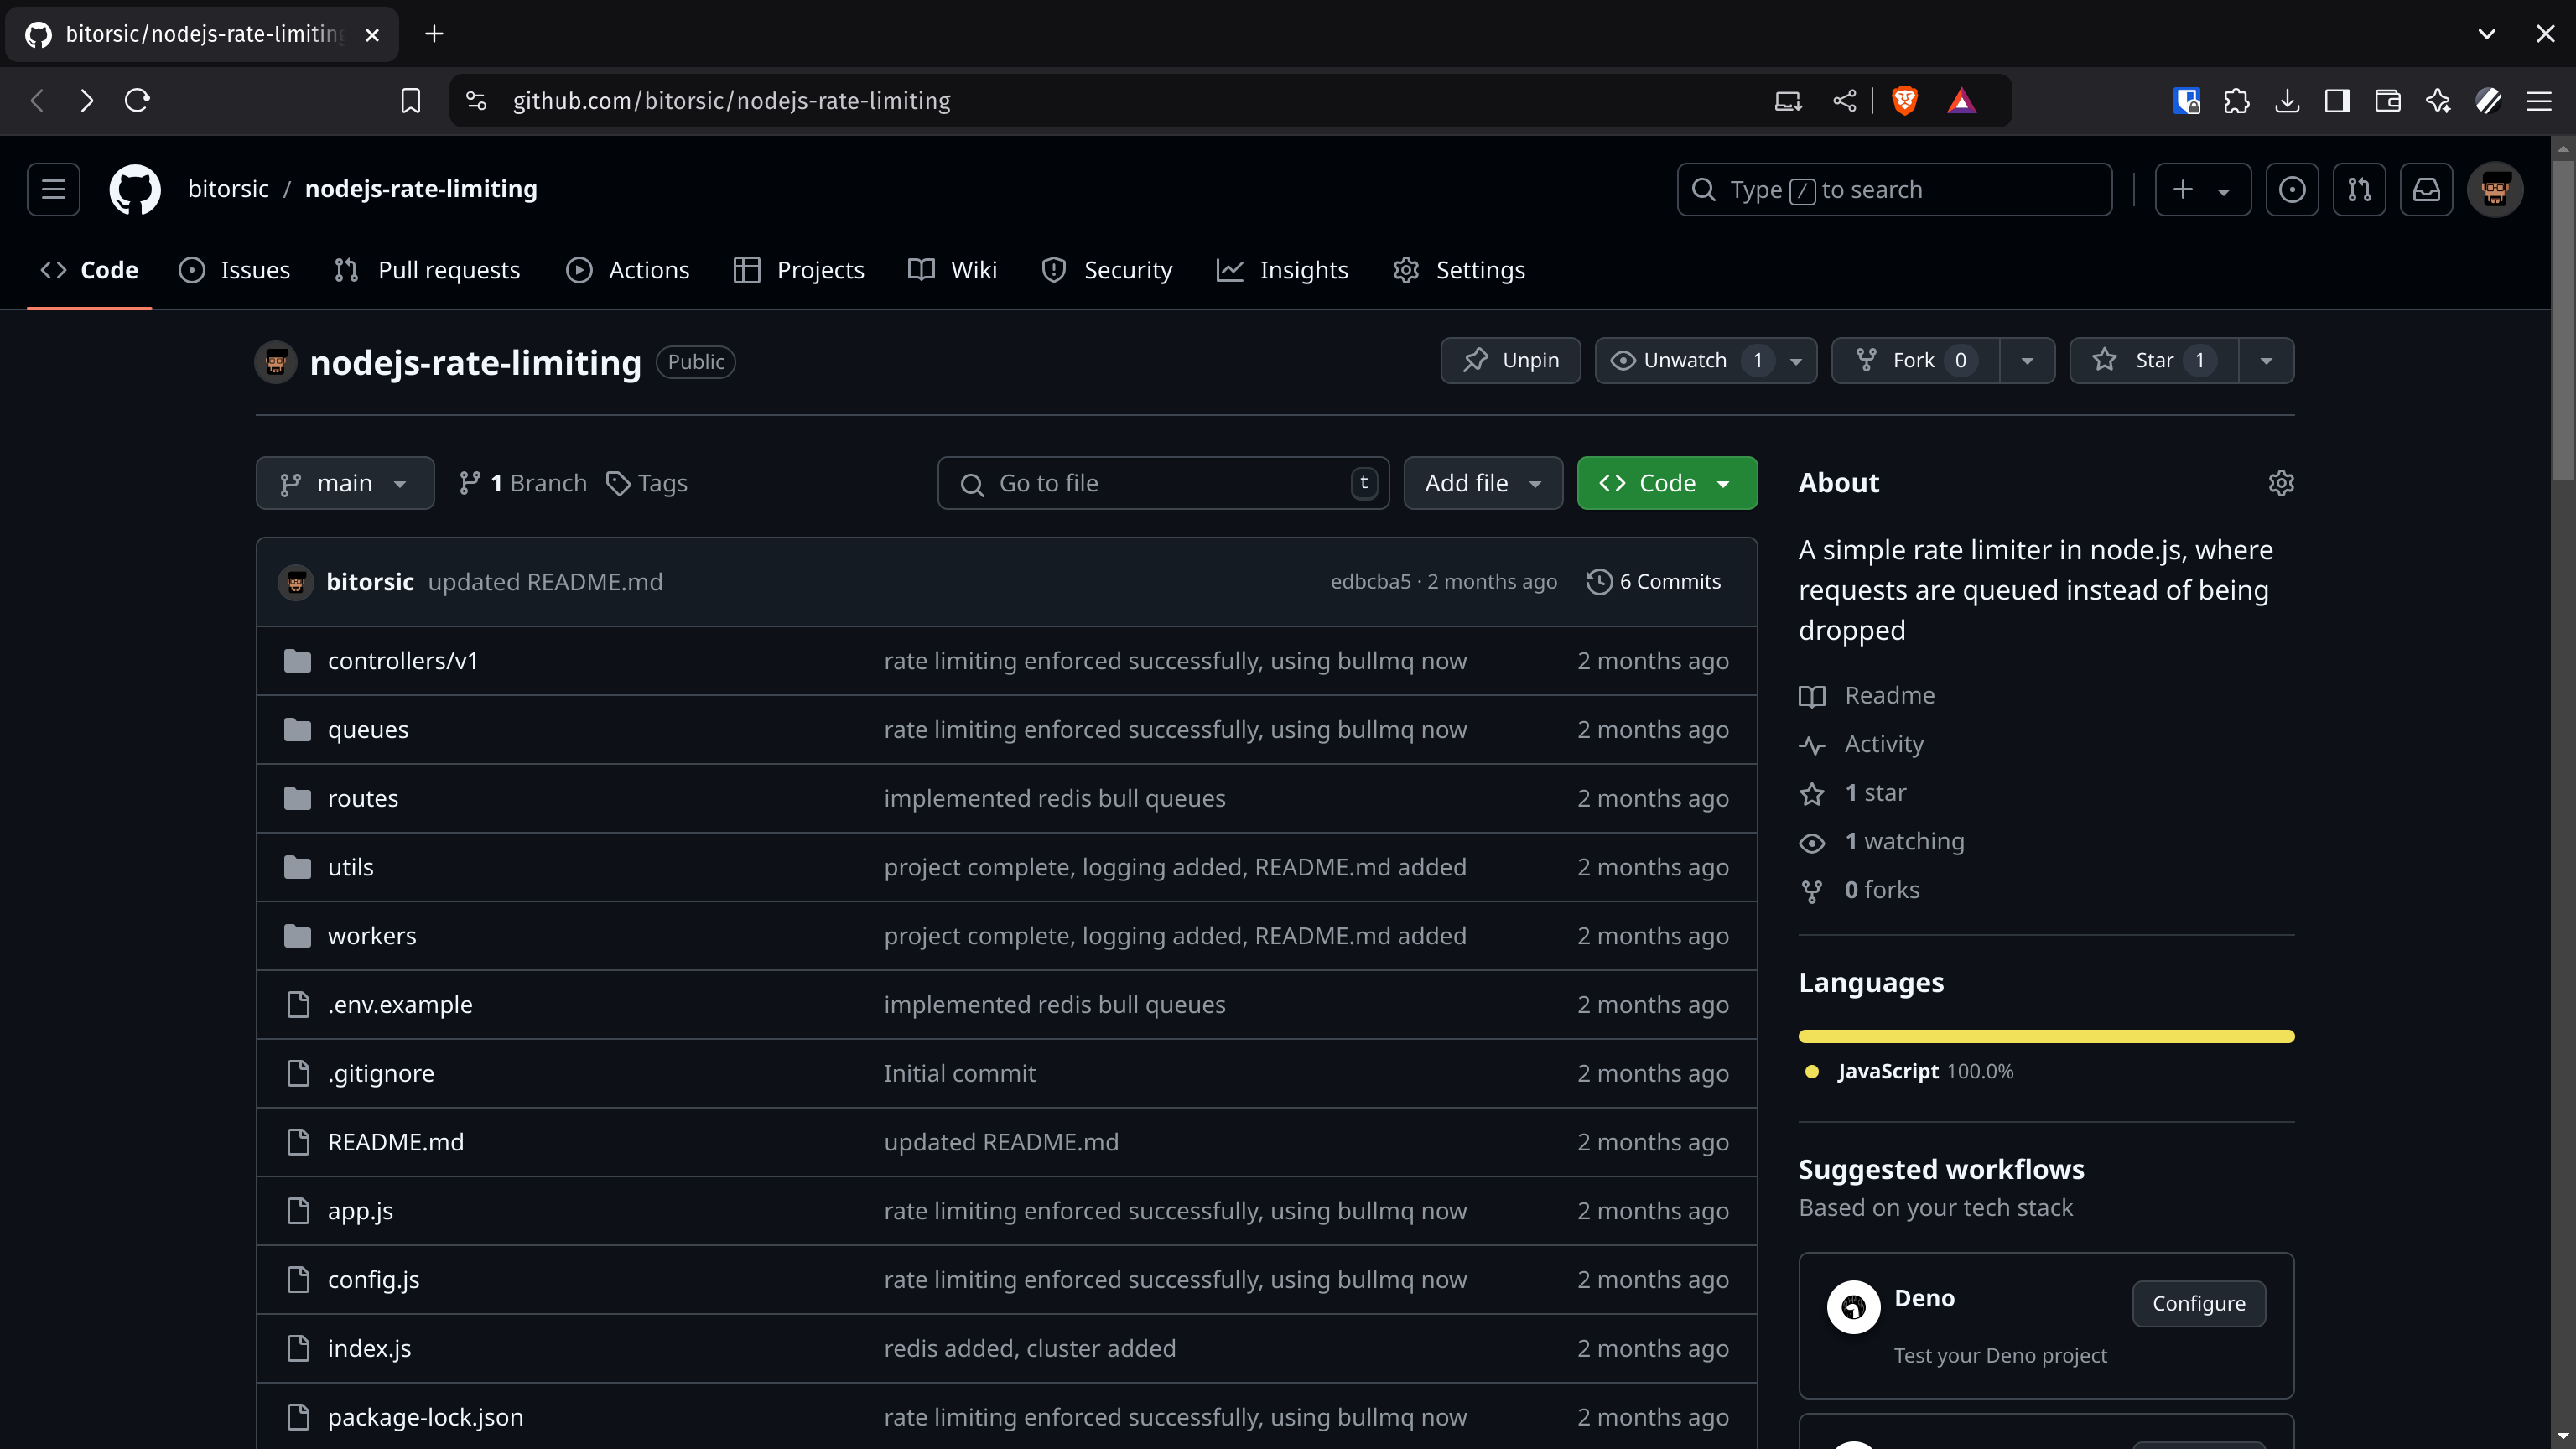 bitorsic/nodejs-rate-limiting
github.com/bitorsic/nodejs-rate-limiting
bitorsic / nodejs-rate-limiting
Type / to search
Code Issues Pull requests Actions Projects Wiki Security Insights Settings
nodejs-rate-limiting Public
Unpin Unwatch 1 Fork 0 Star 1
main 1 Branch Tags Go to file t Add file Code
bitorsic updated README.md edbcba5 · 2 months ago 6 Commits
controllers/v1 rate limiting enforced successfully, using bullmq now 2 months ago
queues rate limiting enforced successfully, using bullmq now 2 months ago
routes implemented redis bull queues 2 months ago
utils project complete, logging added, README.md added 2 months ago
workers project complete, logging added, README.md added 2 months ago
.env.example implemented redis bull queues 2 months ago
.gitignore Initial commit 2 months ago
README.md updated README.md 2 months ago
app.js rate limiting enforced successfully, using bullmq now 2 months ago
config.js rate limiting enforced successfully, using bullmq now 2 months ago
index.js redis added, cluster added 2 months ago
package-lock.json rate limiting enforced successfully, using bullmq now 2 months ago
About
A simple rate limiter in node.js, where
requests are queued instead of being
dropped
Readme
Activity
1 star
1 watching
0 forks
Languages
JavaScript 100.0%
Suggested workflows
Based on your tech stack
Deno Configure
Test your Deno project